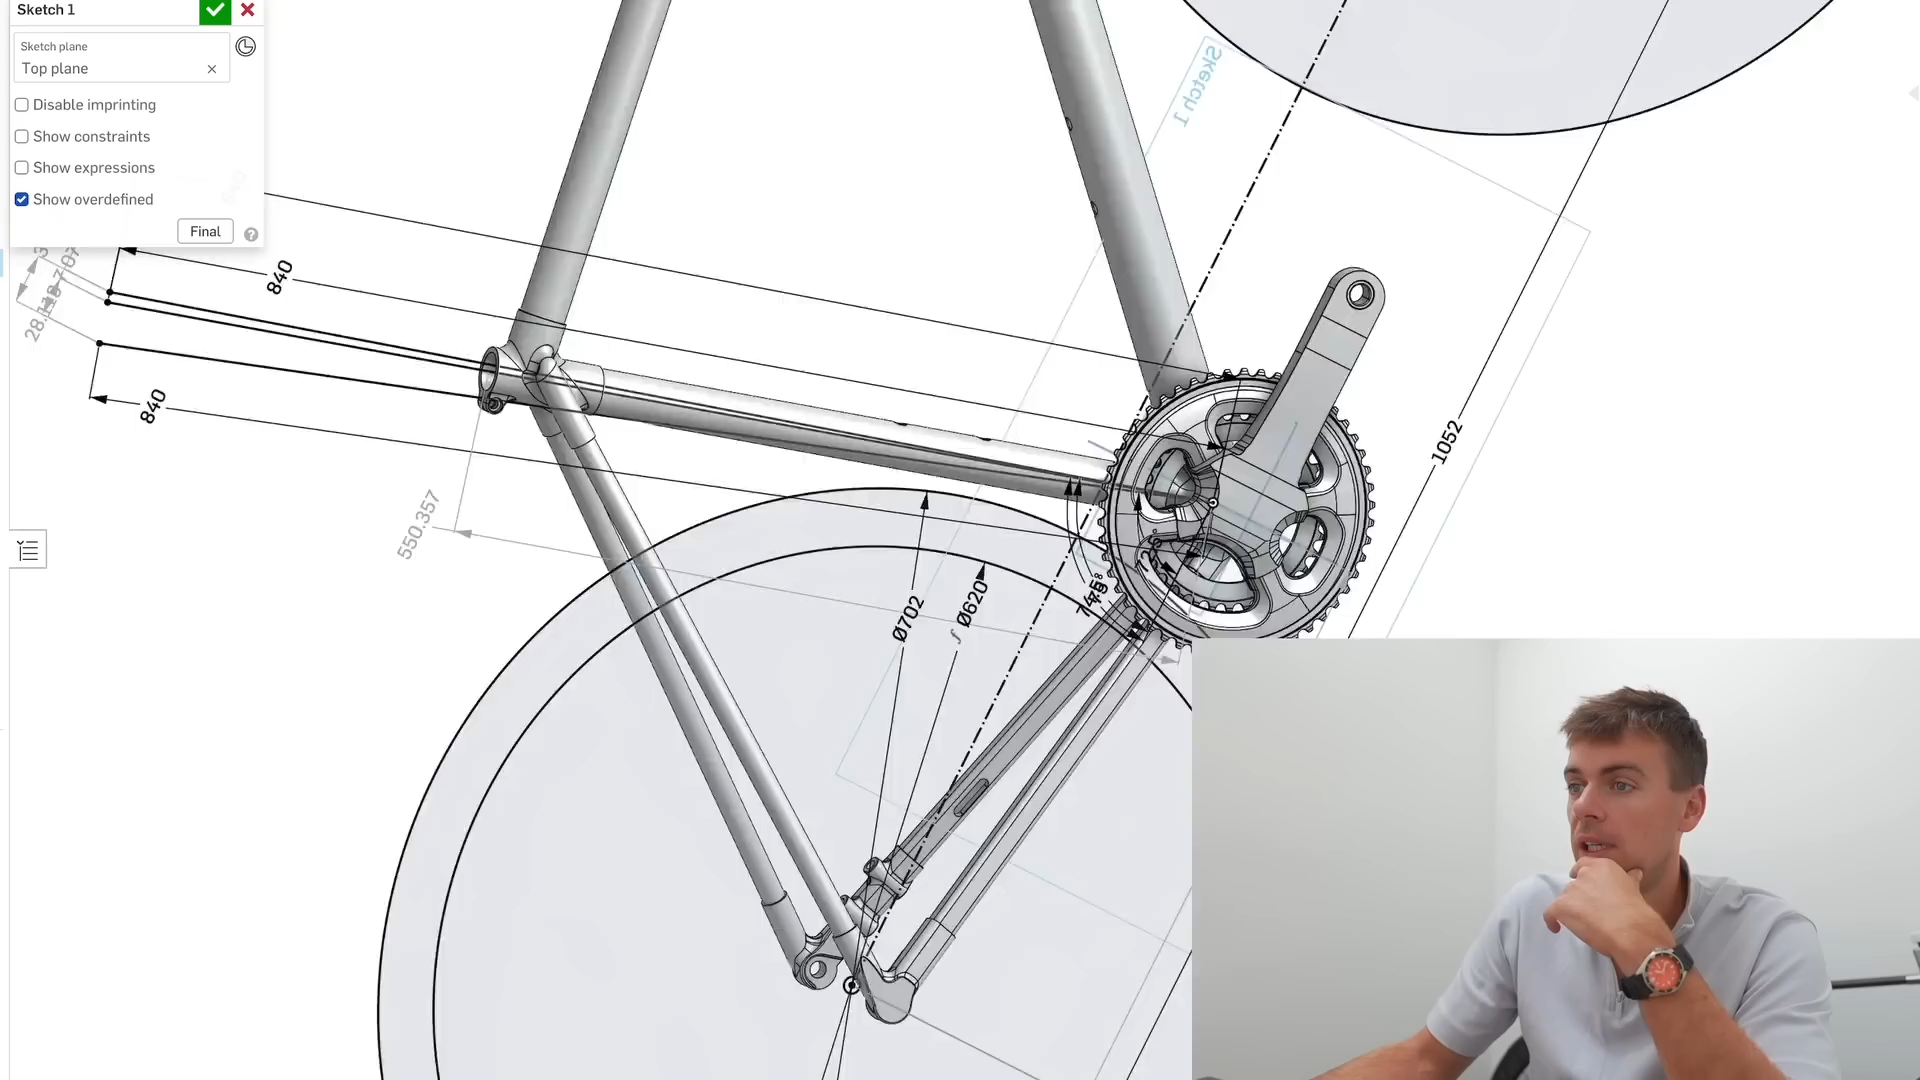 Sketch 1
Sketch plane
Top plane
Disable imprinting
Show constraints
Show expressions
Show overdefined
Final
Sketch 1
840
840
550.357
Ø702
ƒ Ø620
1052